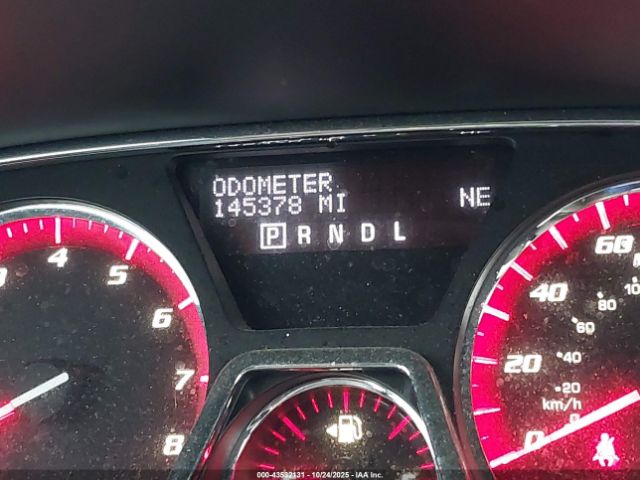 ODOMETER
145378 MI NE
P R N D L
3 4 5 6 7 8
0 20 40 60
20 40 60 80
km/h
000-43532131 - 10/24/2025 - IAA Inc.